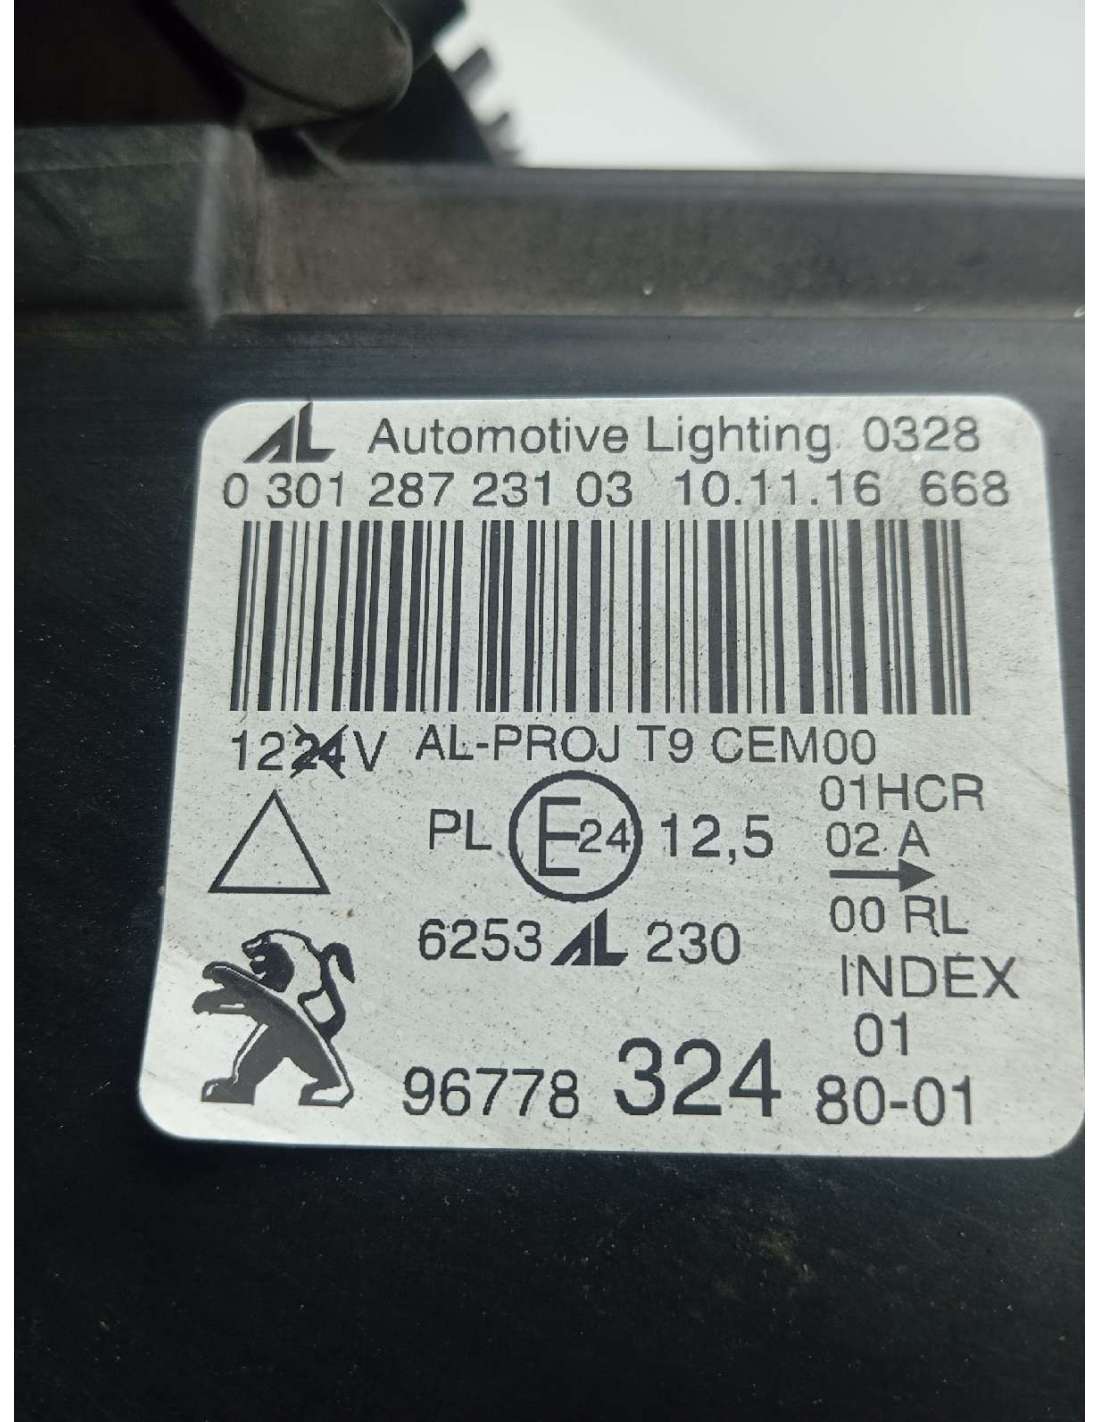 AL Automotive Lighting 0328
0 301 287 231 03 10.11.16 668
1224V AL-PROJ T9 CEM00
01HCR
PL E24 12,5 02 A
00 RL
6253 AL 230
INDEX
01
96778 324 80-01